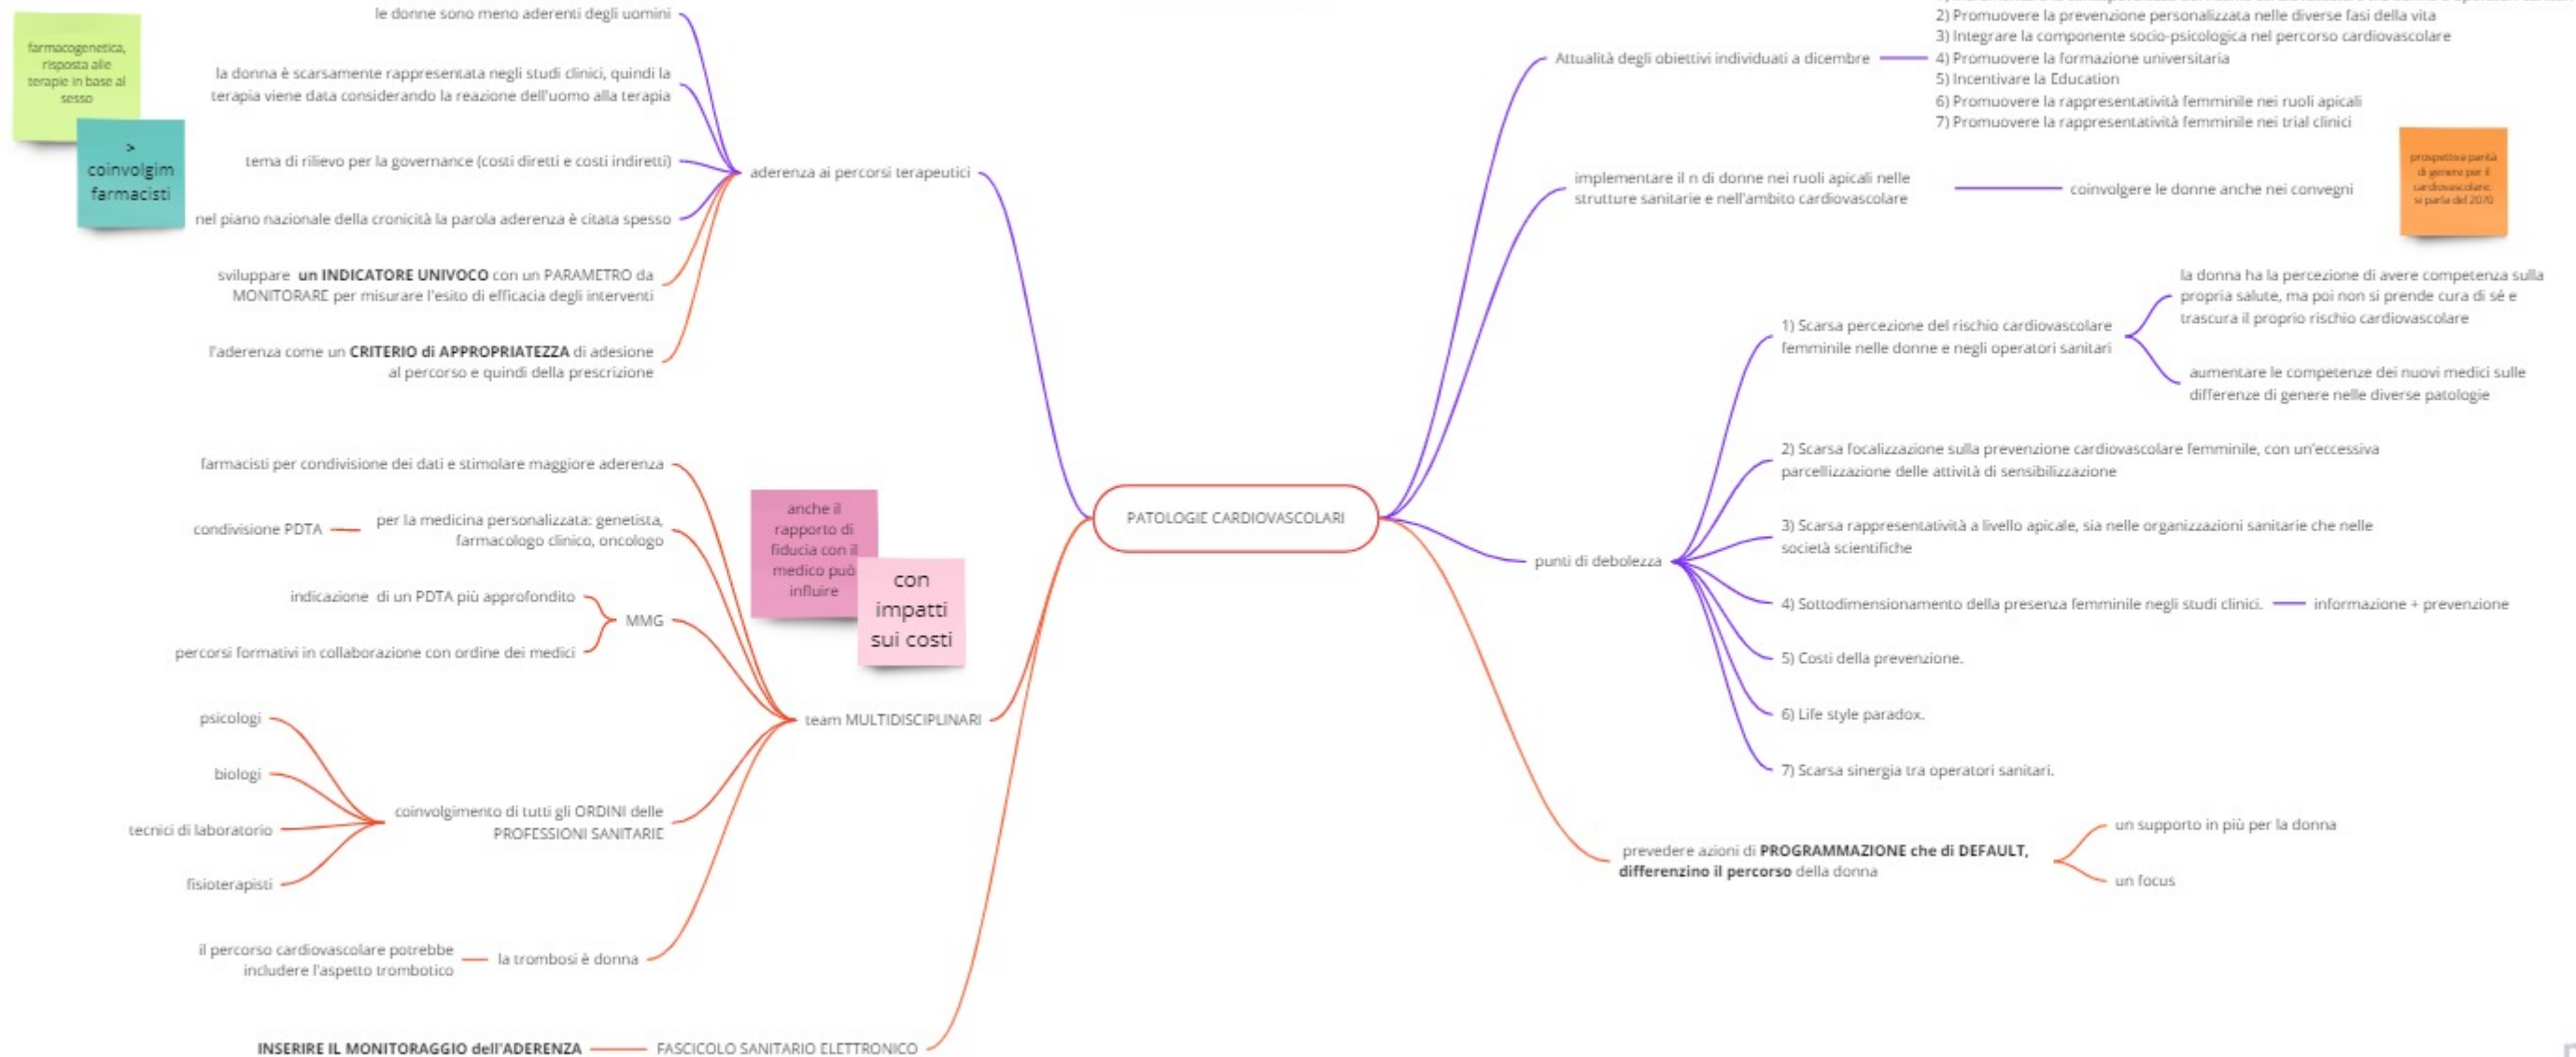 le donne sono meno aderenti degli uomini
farmacogenetica,
risposta alle
terapie in base al
sesso
>
coinvolgim
farmacisti
la donna è scarsamente rappresentata negli studi clinici, quindi la
terapia viene data considerando la reazione dell'uomo alla terapia
tema di rilievo per la governance (costi diretti e costi indiretti)
nel piano nazionale della cronicità la parola aderenza è citata spesso
sviluppare un INDICATORE UNIVOCO con un PARAMETRO da
MONITORARE per misurare l'esito di efficacia degli interventi
l'aderenza come un CRITERIO di APPROPRIATEZZA di adesione
al percorso e quindi della prescrizione
aderenza ai percorsi terapeutici
farmacisti per condivisione dei dati e stimolare maggiore aderenza
condivisione PDTA
per la medicina personalizzata: genetista,
farmacologo clinico, oncologo
indicazione di un PDTA più approfondito
MMG
percorsi formativi in collaborazione con ordine dei medici
anche il
rapporto di
fiducia con il
medico può
influire
con
impatti
sui costi
team MULTIDISCIPLINARI
psicologi
biologi
tecnici di laboratorio
fisioterapisti
coinvolgimento di tutti gli ORDINI delle
PROFESSIONI SANITARIE
il percorso cardiovascolare potrebbe
includere l'aspetto trombotico
la trombosi è donna
INSERIRE IL MONITORAGGIO dell'ADERENZA
FASCICOLO SANITARIO ELETTRONICO
PATOLOGIE CARDIOVASCOLARI
Attualità degli obiettivi individuati a dicembre
2) Promuovere la prevenzione personalizzata nelle diverse fasi della vita
3) Integrare la componente socio-psicologica nel percorso cardiovascolare
4) Promuovere la formazione universitaria
5) Incentivare la Education
6) Promuovere la rappresentatività femminile nei ruoli apicali
7) Promuovere la rappresentatività femminile nei trial clinici
implementare il n di donne nei ruoli apicali nelle
strutture sanitarie e nell'ambito cardiovascolare
coinvolgere le donne anche nei convegni
prospettiva parità
di genere per il
cardiovascolare:
si parla del 2070
punti di debolezza
1) Scarsa percezione del rischio cardiovascolare
femminile nelle donne e negli operatori sanitari
la donna ha la percezione di avere competenza sulla
propria salute, ma poi non si prende cura di sé e
trascura il proprio rischio cardiovascolare
aumentare le competenze dei nuovi medici sulle
differenze di genere nelle diverse patologie
2) Scarsa focalizzazione sulla prevenzione cardiovascolare femminile, con un'eccessiva
parcellizzazione delle attività di sensibilizzazione
3) Scarsa rappresentatività a livello apicale, sia nelle organizzazioni sanitarie che nelle
società scientifiche
4) Sottodimensionamento della presenza femminile negli studi clinici.
informazione + prevenzione
5) Costi della prevenzione.
6) Life style paradox.
7) Scarsa sinergia tra operatori sanitari.
prevedere azioni di PROGRAMMAZIONE che di DEFAULT,
differenzino il percorso della donna
un supporto in più per la donna
un focus